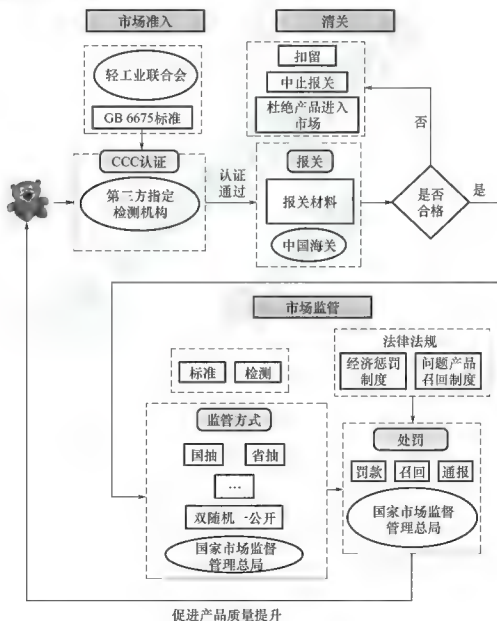 市场准入
清关
轻工业联合会
GB 6675标准
扣留
中止报关
杜绝产品进入
市场
否
CCC认证
第三方指定
检测机构
认证
通过
报关
报关材料
中国海关
是否
合格
是
市场监管
标准
检测
法律法规
经济惩罚
制度
问题产品
召回制度
监管方式
国抽
省抽
…
双随机 一公开
国家市场监督
管理总局
处罚
罚款
召回
通报
国家市场监督
管理总局
促进产品质量提升